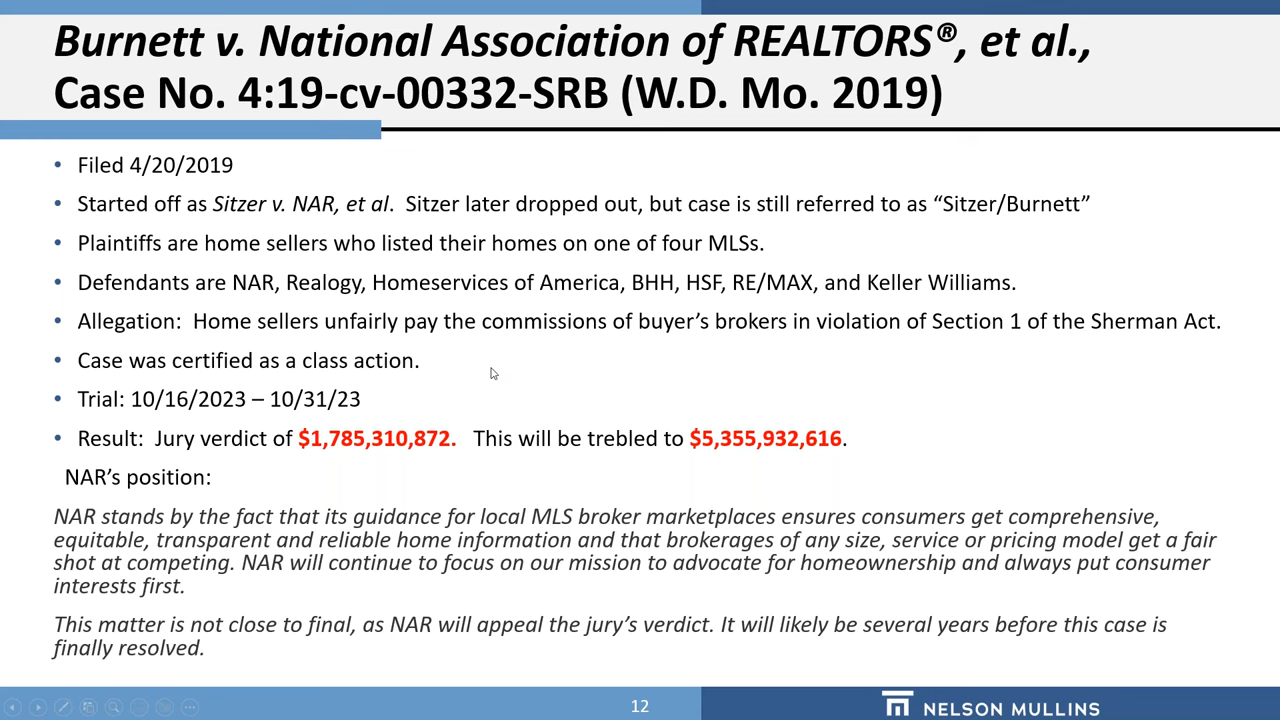 Burnett v. National Association of REALTORS®, et al.,
Case No. 4:19-cv-00332-SRB (W.D. Mo. 2019)
• Filed 4/20/2019
• Started off as Sitzer v. NAR, et al. Sitzer later dropped out, but case is still referred to as “Sitzer/Burnett”
• Plaintiffs are home sellers who listed their homes on one of four MLSs.
• Defendants are NAR, Realogy, Homeservices of America, BHH, HSF, RE/MAX, and Keller Williams.
• Allegation: Home sellers unfairly pay the commissions of buyer’s brokers in violation of Section 1 of the Sherman Act.
• Case was certified as a class action.
• Trial: 10/16/2023 – 10/31/23
• Result: Jury verdict of $1,785,310,872. This will be trebled to $5,355,932,616.
NAR’s position:
NAR stands by the fact that its guidance for local MLS broker marketplaces ensures consumers get comprehensive,
equitable, transparent and reliable home information and that brokerages of any size, service or pricing model get a fair
shot at competing. NAR will continue to focus on our mission to advocate for homeownership and always put consumer
interests first.
This matter is not close to final, as NAR will appeal the jury’s verdict. It will likely be several years before this case is
finally resolved.
12
NELSON MULLINS